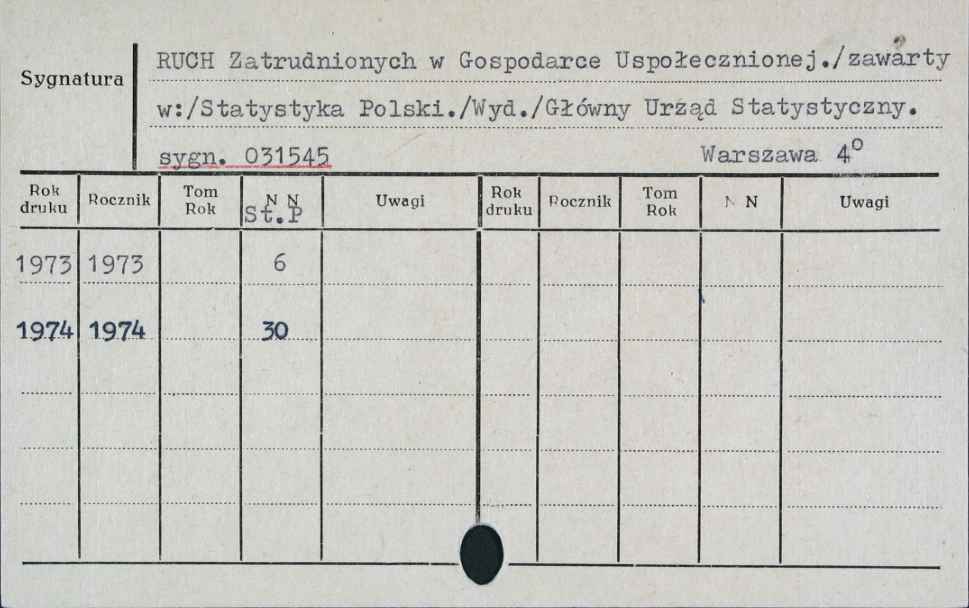 Sygnatura
RUCH Zatrudnionych w Gospodarce Uspołecznionej./zawarty
w:/Statystyka Polski./Wyd./Główny Urząd Statystyczny.
sygn. 031545 Warszawa 4°
Rok druku Rocznik Tom Rok N N St.P Uwagi Rok druku Rocznik Tom Rok N N Uwagi
1973 1973 6
1974 1974 30